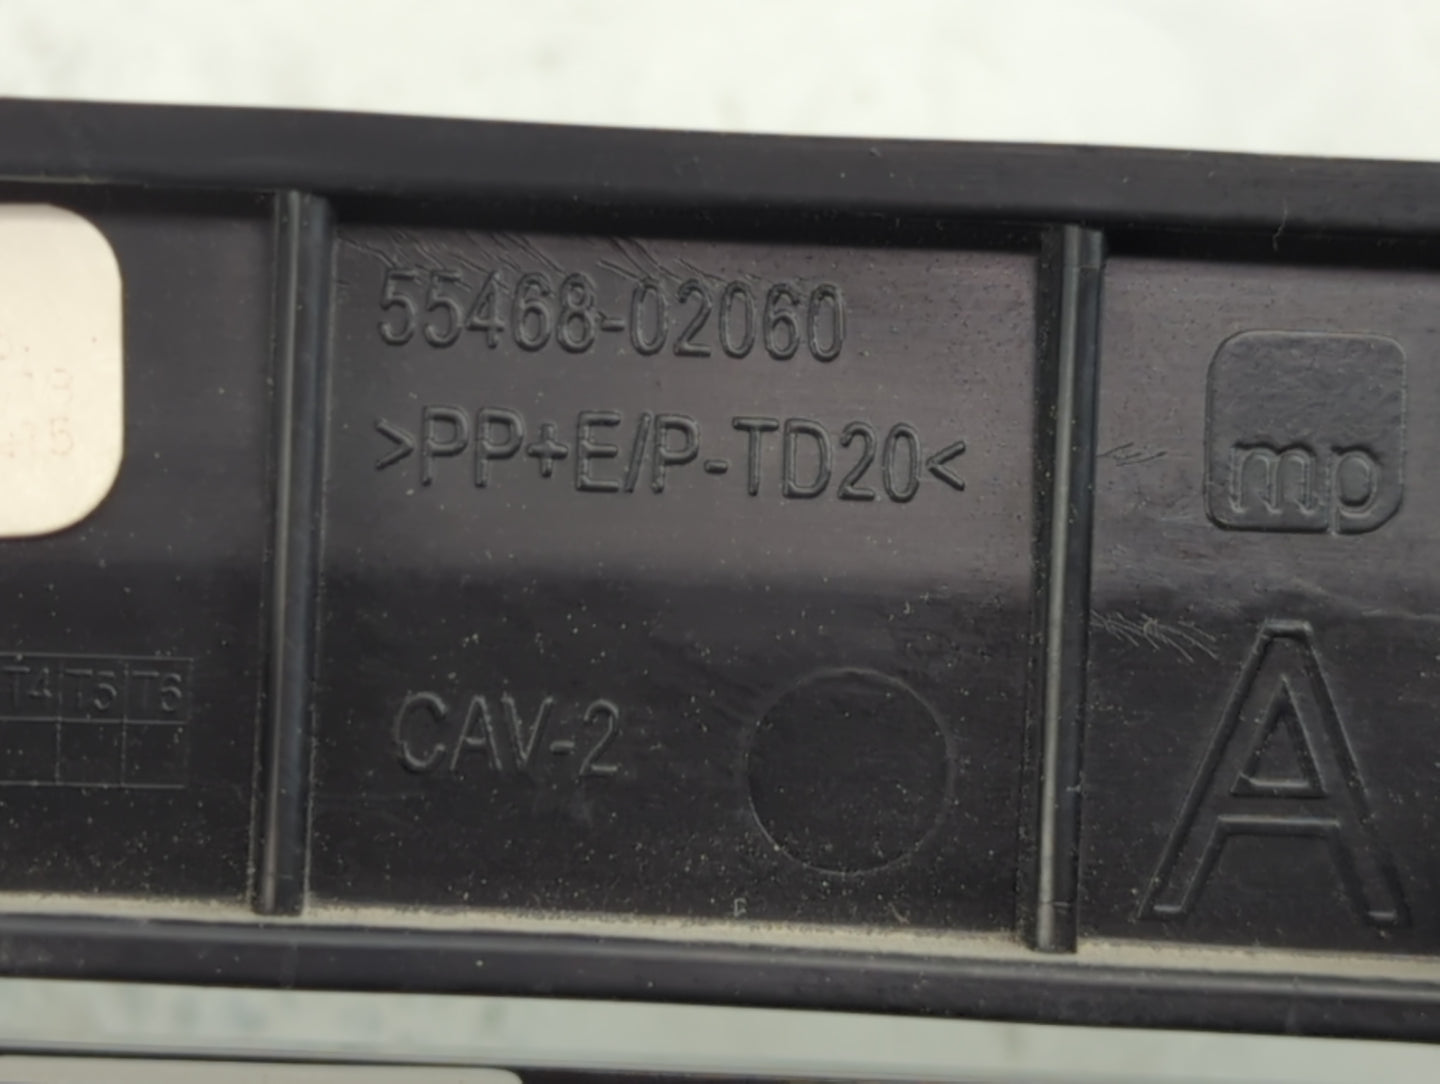 55468-02060
>PP+E/P-TD20<
mp
CAV-2
A
T4 T5 T6